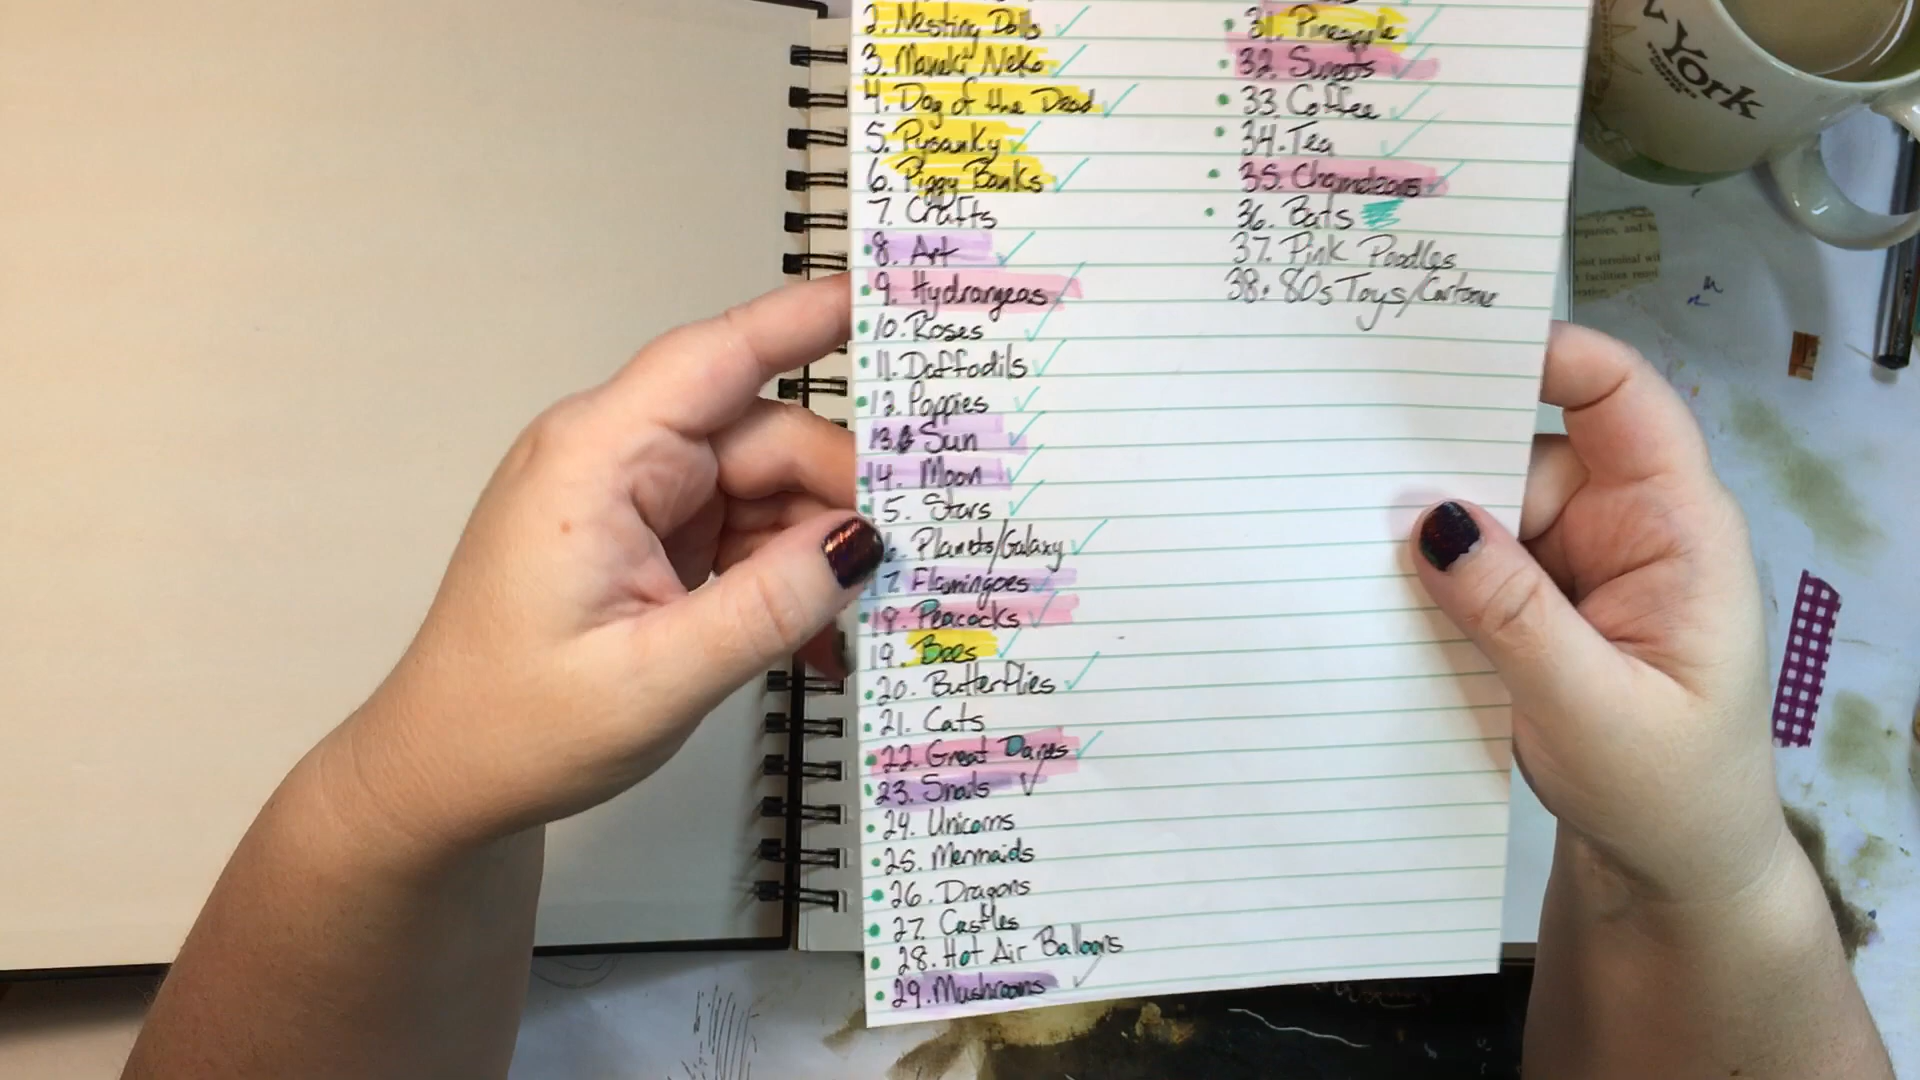 2. Nesting Dolls
3. Maneki Neko
4. Day of the Dead
5. Pysanky
6. Piggy Banks
7. Crafts
8. Art
9. Hydrangeas
10. Roses
11. Daffodils
12. Poppies
13. Sun
14. Moon
15. Stars
6. Planets/Galaxy
17. Flamingoes
19. Peacocks
19. Bees
20. Butterflies
21. Cats
22. Great Danes
23. Snails
24. Unicorns
25. Mermaids
26. Dragons
27. Castles
28. Hot Air Balloons
29. Mushrooms
31. Pineapple
32. Sweets
33. Coffee
34. Tea
35. Chameleons
36. Bats
37. Pink Poodles
38. 80s Toys/Cartoone
York